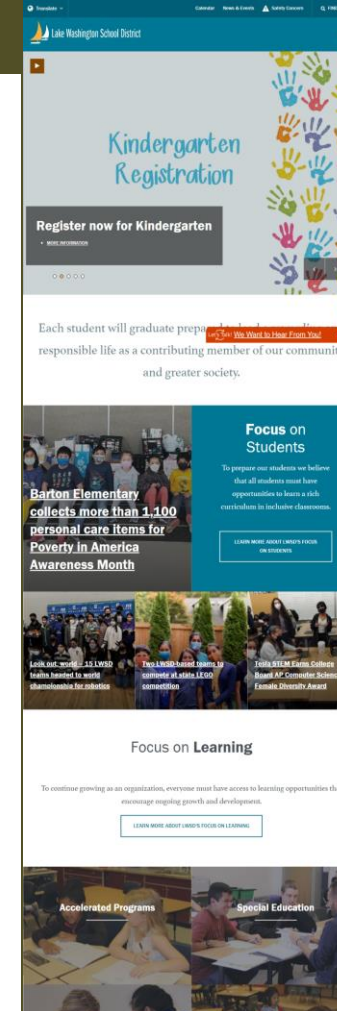 Translate
Calendar News & Events Safety Concern FIND
Lake Washington School District
Kindergarten
Registration
Register now for Kindergarten
MORE INFORMATION
Each student will graduate prepa
Let's Talk! We Want to Hear From You!
responsible life as a contributing member of our communit
and greater society.
Barton Elementary
collects more than 1,100
personal care items for
Poverty in America
Awareness Month
Focus on
Students
To prepare our students we believe
that all students must have
opportunities to learn a rich
curriculum in inclusive classrooms.
LEARN MORE ABOUT LWSD'S FOCUS
ON STUDENTS
Look out, world – 15 LWSD
teams headed to world
championship for robotics
Two LWSD-based teams to
compete at state LEGO
competition
Tesla STEM Earns College
Board AP Computer Scienc
Female Diversity Award
Focus on Learning
To continue growing as an organization, everyone must have access to learning opportunities tha
encourage ongoing growth and development.
LEARN MORE ABOUT LWSD'S FOCUS ON LEARNING
Accelerated Programs
Special Education